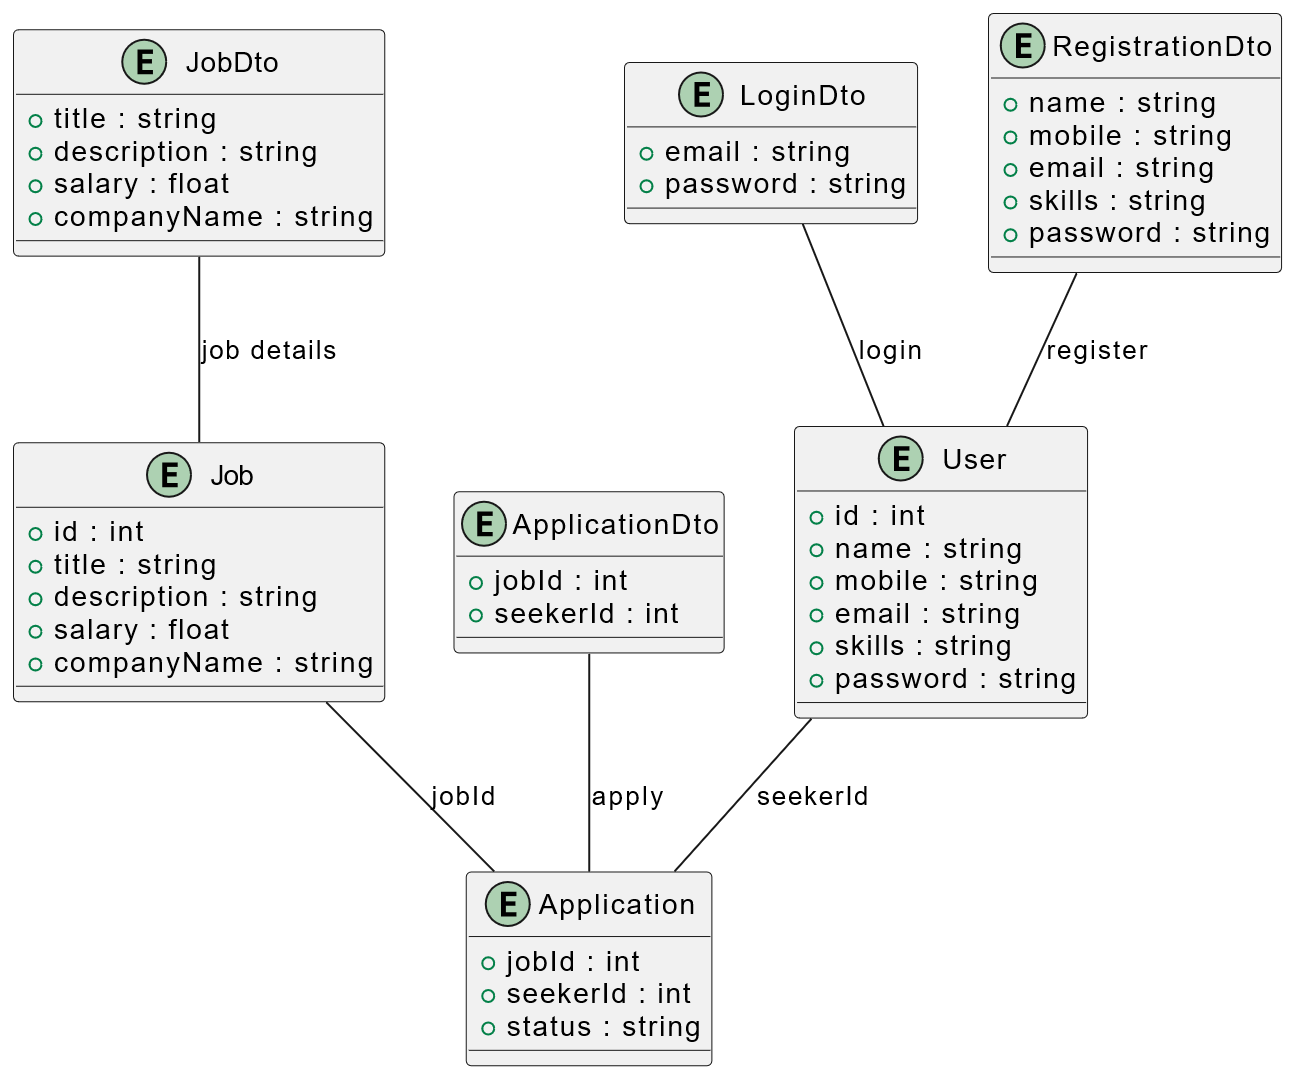 E JobDto
title : string
description : string
salary : float
companyName : string
E LoginDto
email : string
password : string
E RegistrationDto
name : string
mobile : string
email : string
skills : string
password : string
job details
login
register
E Job
id : int
title : string
description : string
salary : float
companyName : string
E ApplicationDto
jobId : int
seekerId : int
E User
id : int
name : string
mobile : string
email : string
skills : string
password : string
jobId
apply
seekerId
E Application
jobId : int
seekerId : int
status : string